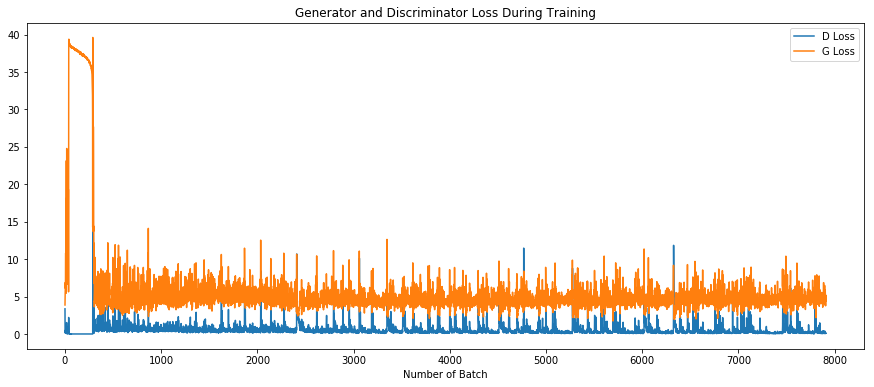 Generator and Discriminator Loss During Training
D Loss
G Loss
40
35
30
25
20
15
10
5
0
0 1000 2000 3000 4000 5000 6000 7000 8000
Number of Batch